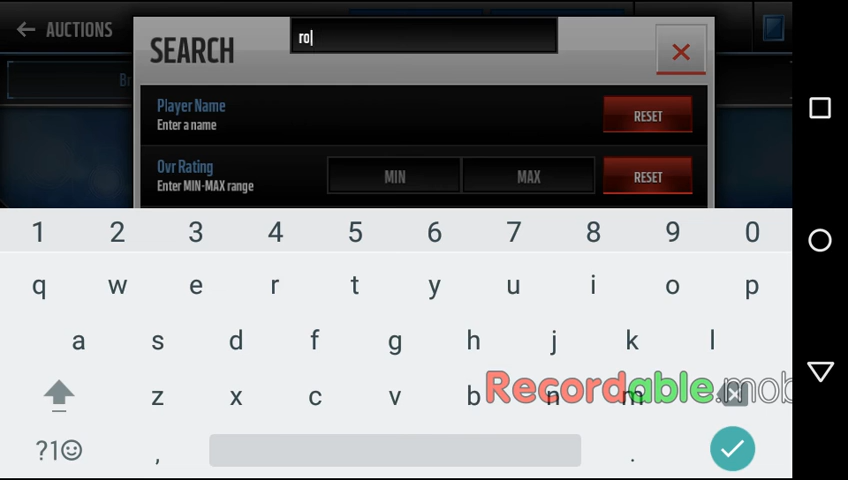 AUCTIONS
SEARCH
ro
Br
Player Name
Enter a name
RESET
Ovr Rating
Enter MIN-MAX range
MIN
MAX
RESET
1 2 3 4 5 6 7 8 9 0
q w e r t y u i o p
a s d f g h j k l
z x c v b n m
Recordable.mob
?1☺ , .